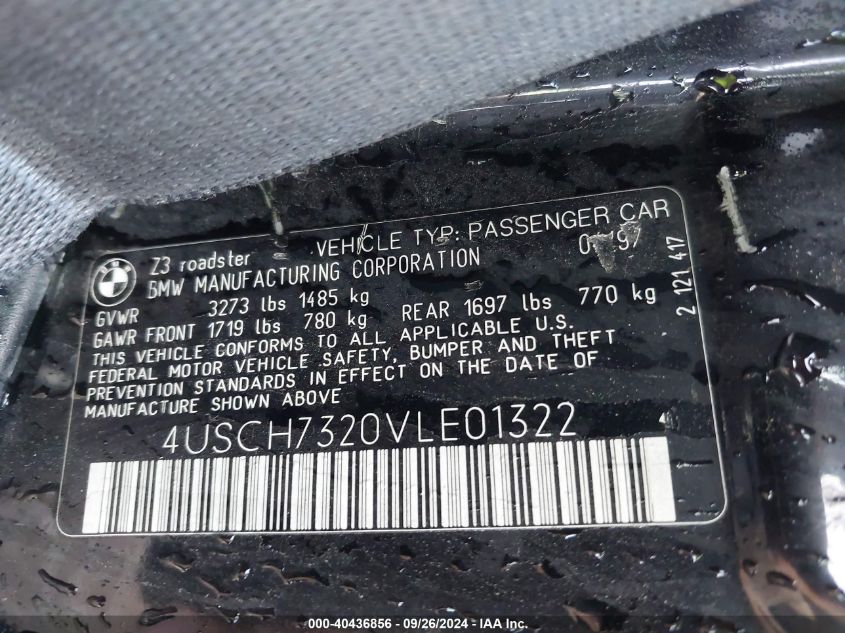 Z3 roadster VEHICLE TYP: PASSENGER CAR
BMW MANUFACTURING CORPORATION
GVWR 3273 lbs 1485 kg
GAWR FRONT 1719 lbs 780 kg REAR 1697 lbs 770 kg
THIS VEHICLE CONFORMS TO ALL APPLICABLE U.S.
FEDERAL MOTOR VEHICLE SAFETY, BUMPER AND THEFT
PREVENTION STANDARDS IN EFFECT ON THE DATE OF
MANUFACTURE SHOWN ABOVE
4USCH7320VLE01322
2 121 417
000-40436856 - 09/26/2024 - IAA Inc.